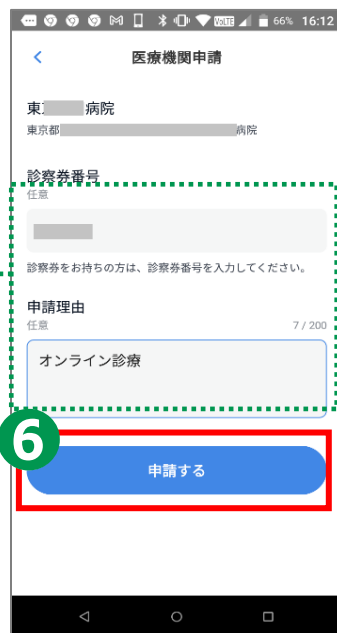 VoLTE 66% 16:12
医療機関申請
東 病院
東京都 病院
診察券番号
任意
診察券をお持ちの方は、診察券番号を入力してください。
申請理由
任意 7 / 200
オンライン診療
6
申請する